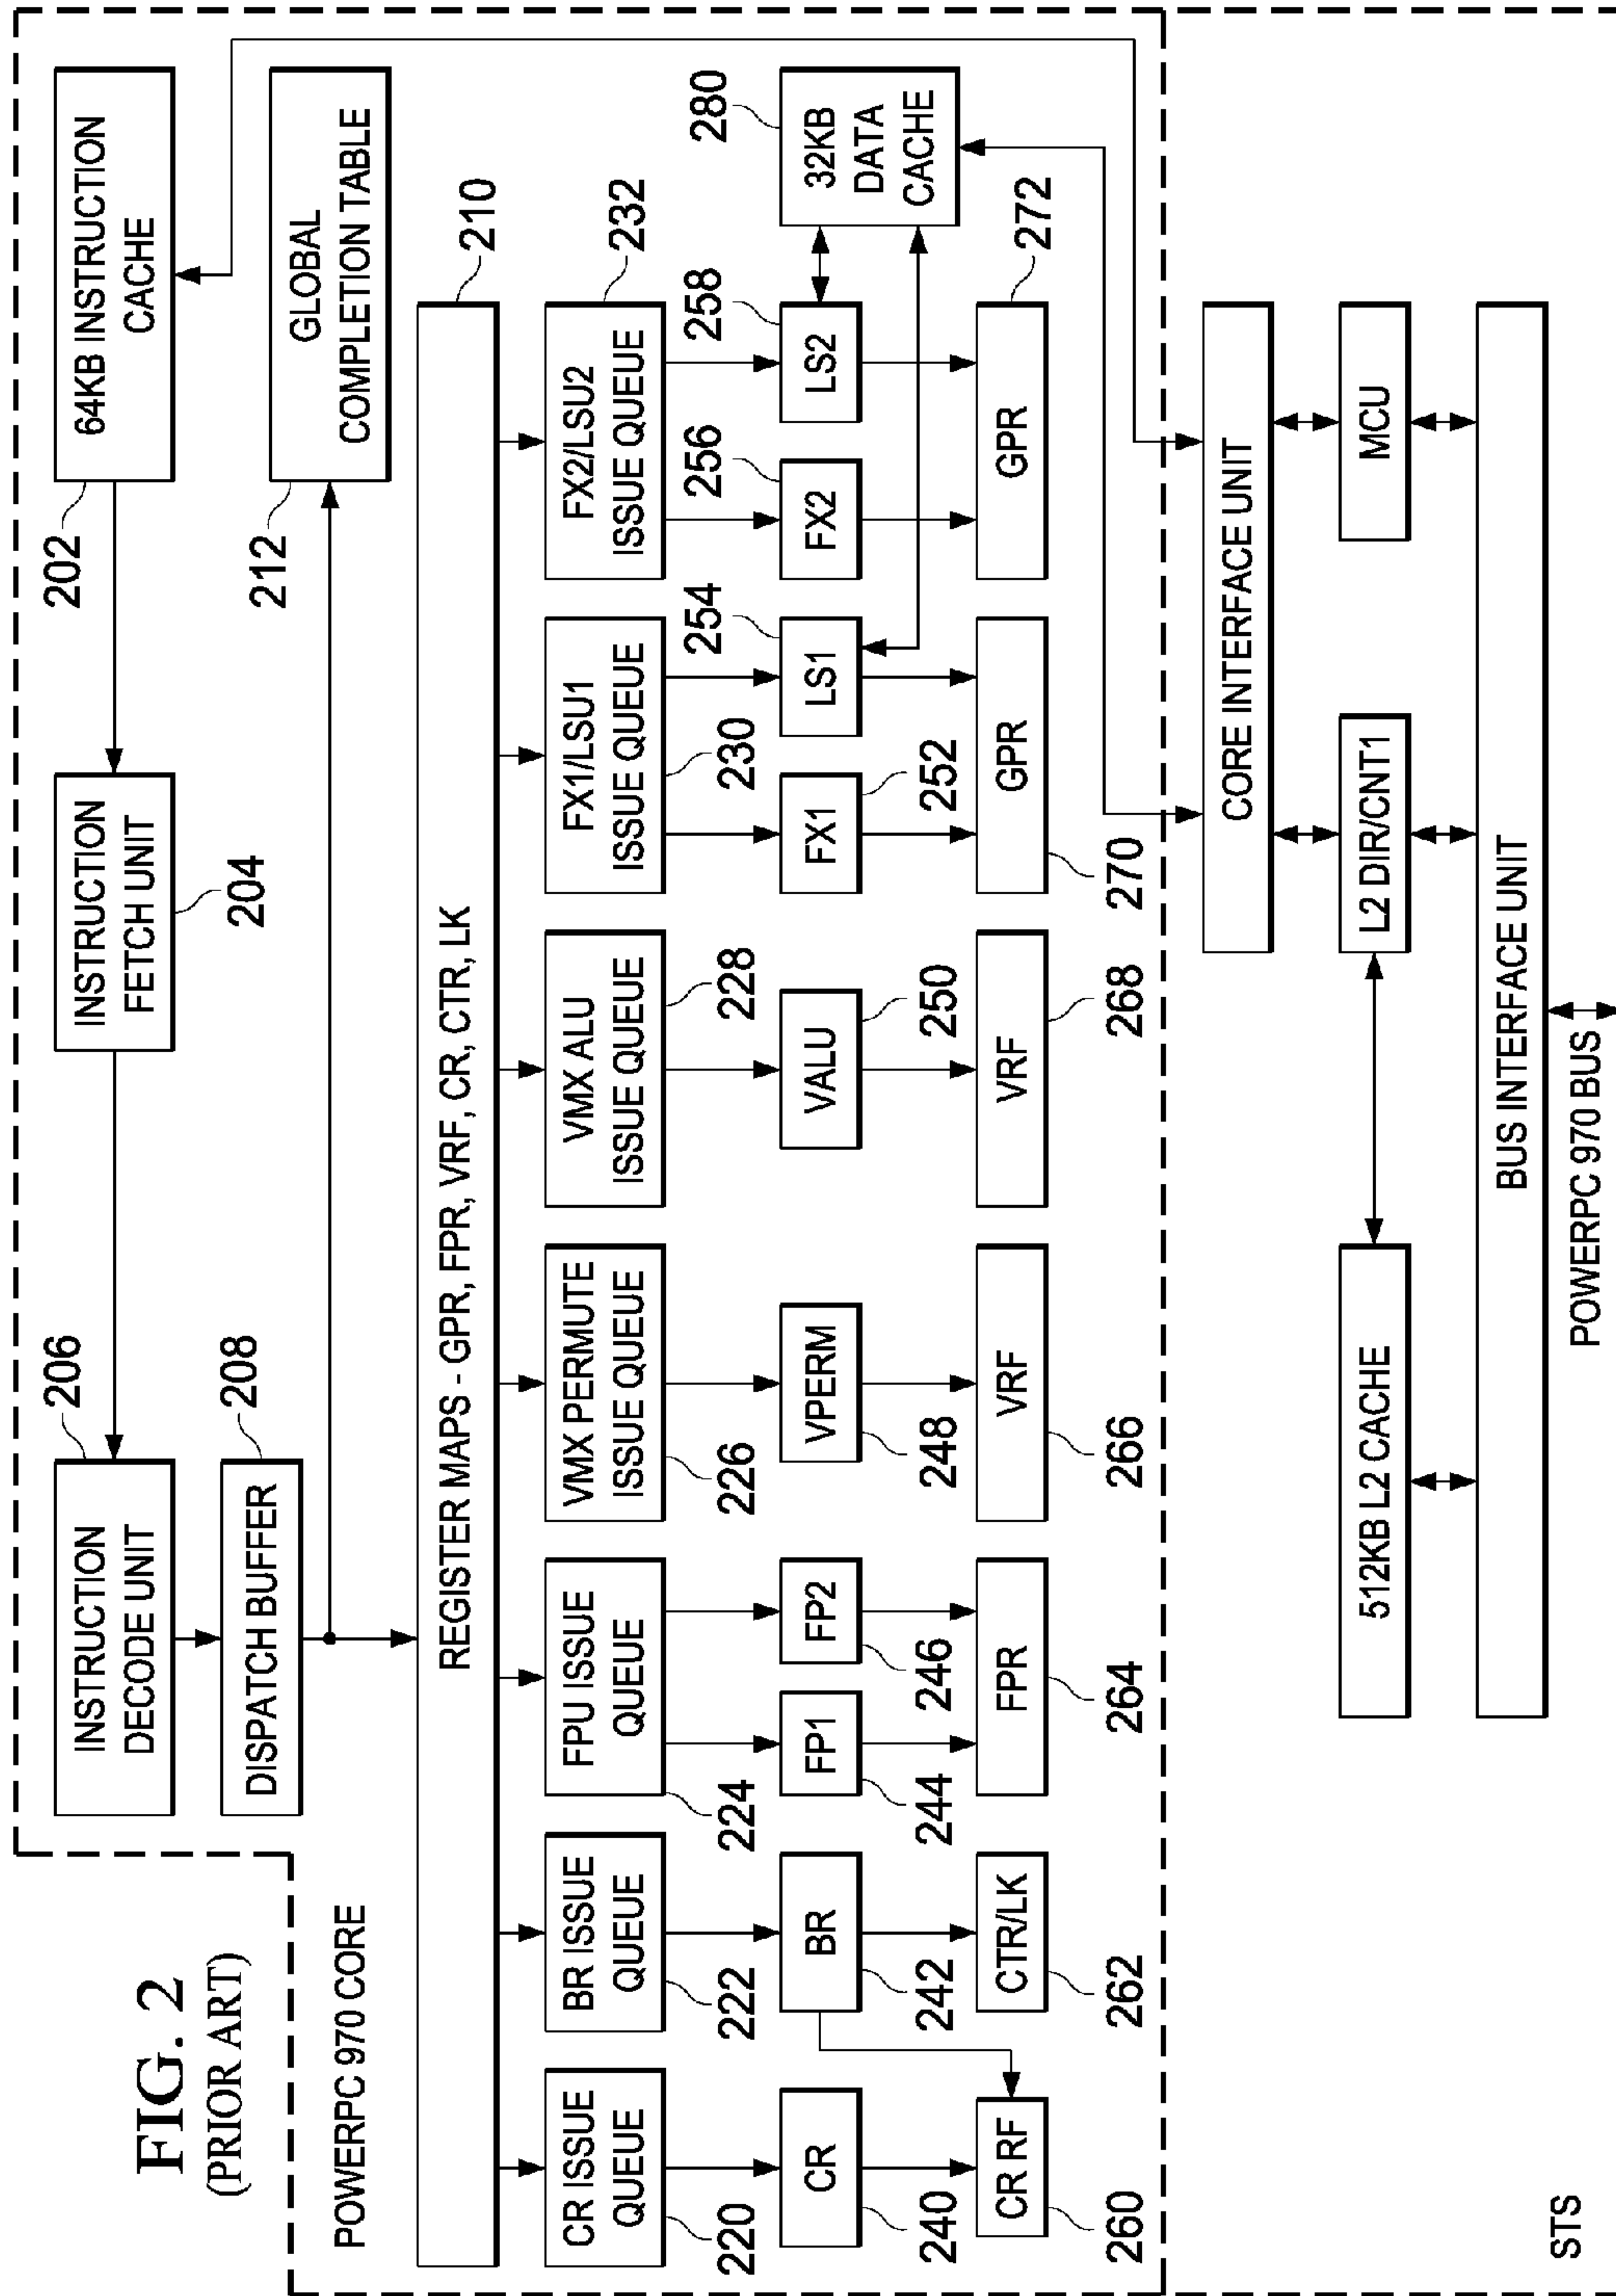 FIG. 2
(PRIOR ART)
POWERPC 970 CORE
206
INSTRUCTION
DECODE UNIT
INSTRUCTION
FETCH UNIT
204
202
64KB INSTRUCTION
CACHE
208
DISPATCH BUFFER
212
GLOBAL
COMPLETION TABLE
REGISTER MAPS - GPR, FPR, VRF, CR, CTR, LK
210
CR ISSUE
QUEUE
220
BR ISSUE
QUEUE
222
FPU ISSUE
QUEUE
224
VMX PERMUTE
ISSUE QUEUE
226
VMX ALU
ISSUE QUEUE
228
FX1/LSU1
ISSUE QUEUE
230
FX2/LSU2
ISSUE QUEUE
232
CR
240
BR
242
FP1
244
FP2
246
VPERM
248
VALU
250
FX1
252
LS1
254
FX2
256
LS2
258
32KB
DATA
CACHE
280
CR RF
260
CTR/LK
262
FPR
264
VRF
266
VRF
268
GPR
270
GPR
272
CORE INTERFACE UNIT
512KB L2 CACHE
L2 DIR/CNT1
MCU
BUS INTERFACE UNIT
STS
POWERPC 970 BUS